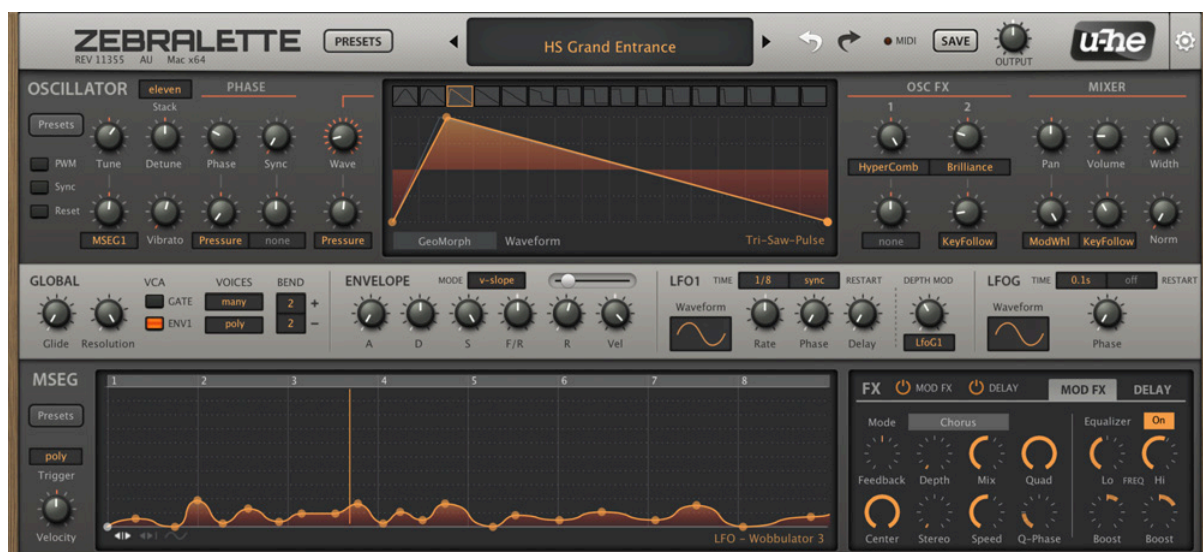 ZEBRALETTE
REV 11355 AU Mac x64
PRESETS
HS Grand Entrance
MIDI
SAVE
OUTPUT
u-he
OSCILLATOR
eleven
Stack
PHASE
Presets
Tune
Detune
Phase
Sync
Wave
PWM
Sync
Reset
MSEG1
Vibrato
Pressure
none
Pressure
GeoMorph
Waveform
Tri-Saw-Pulse
OSC FX
1
2
HyperComb
Brilliance
none
KeyFollow
MIXER
Pan
Volume
Width
ModWhl
KeyFollow
Norm
GLOBAL
VCA
VOICES
BEND
GATE
many
2 +
ENV1
poly
2 −
Glide
Resolution
ENVELOPE
MODE
v-slope
A
D
S
F/R
R
Vel
LFO1
TIME
1/8
sync
RESTART
DEPTH MOD
Waveform
Rate
Phase
Delay
LfoG1
LFOG
TIME
0.1s
off
RESTART
Waveform
Phase
MSEG
1 2 3 4 5 6 7 8
Presets
poly
Trigger
Velocity
LFO - Wobbulator 3
FX
MOD FX
DELAY
MOD FX
DELAY
Mode
Chorus
Equalizer
On
Feedback
Depth
Mix
Quad
Lo
FREQ
Hi
Center
Stereo
Speed
Q-Phase
Boost
Boost